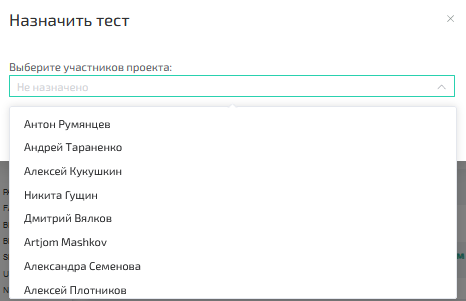 Назначить тест
Выберите участников проекта:
Не назначено
Антон Румянцев
Андрей Тараненко
Алексей Кукушкин
Никита Гущин
Дмитрий Вялков
Artjom Mashkov
Александра Семенова
Алексей Плотников